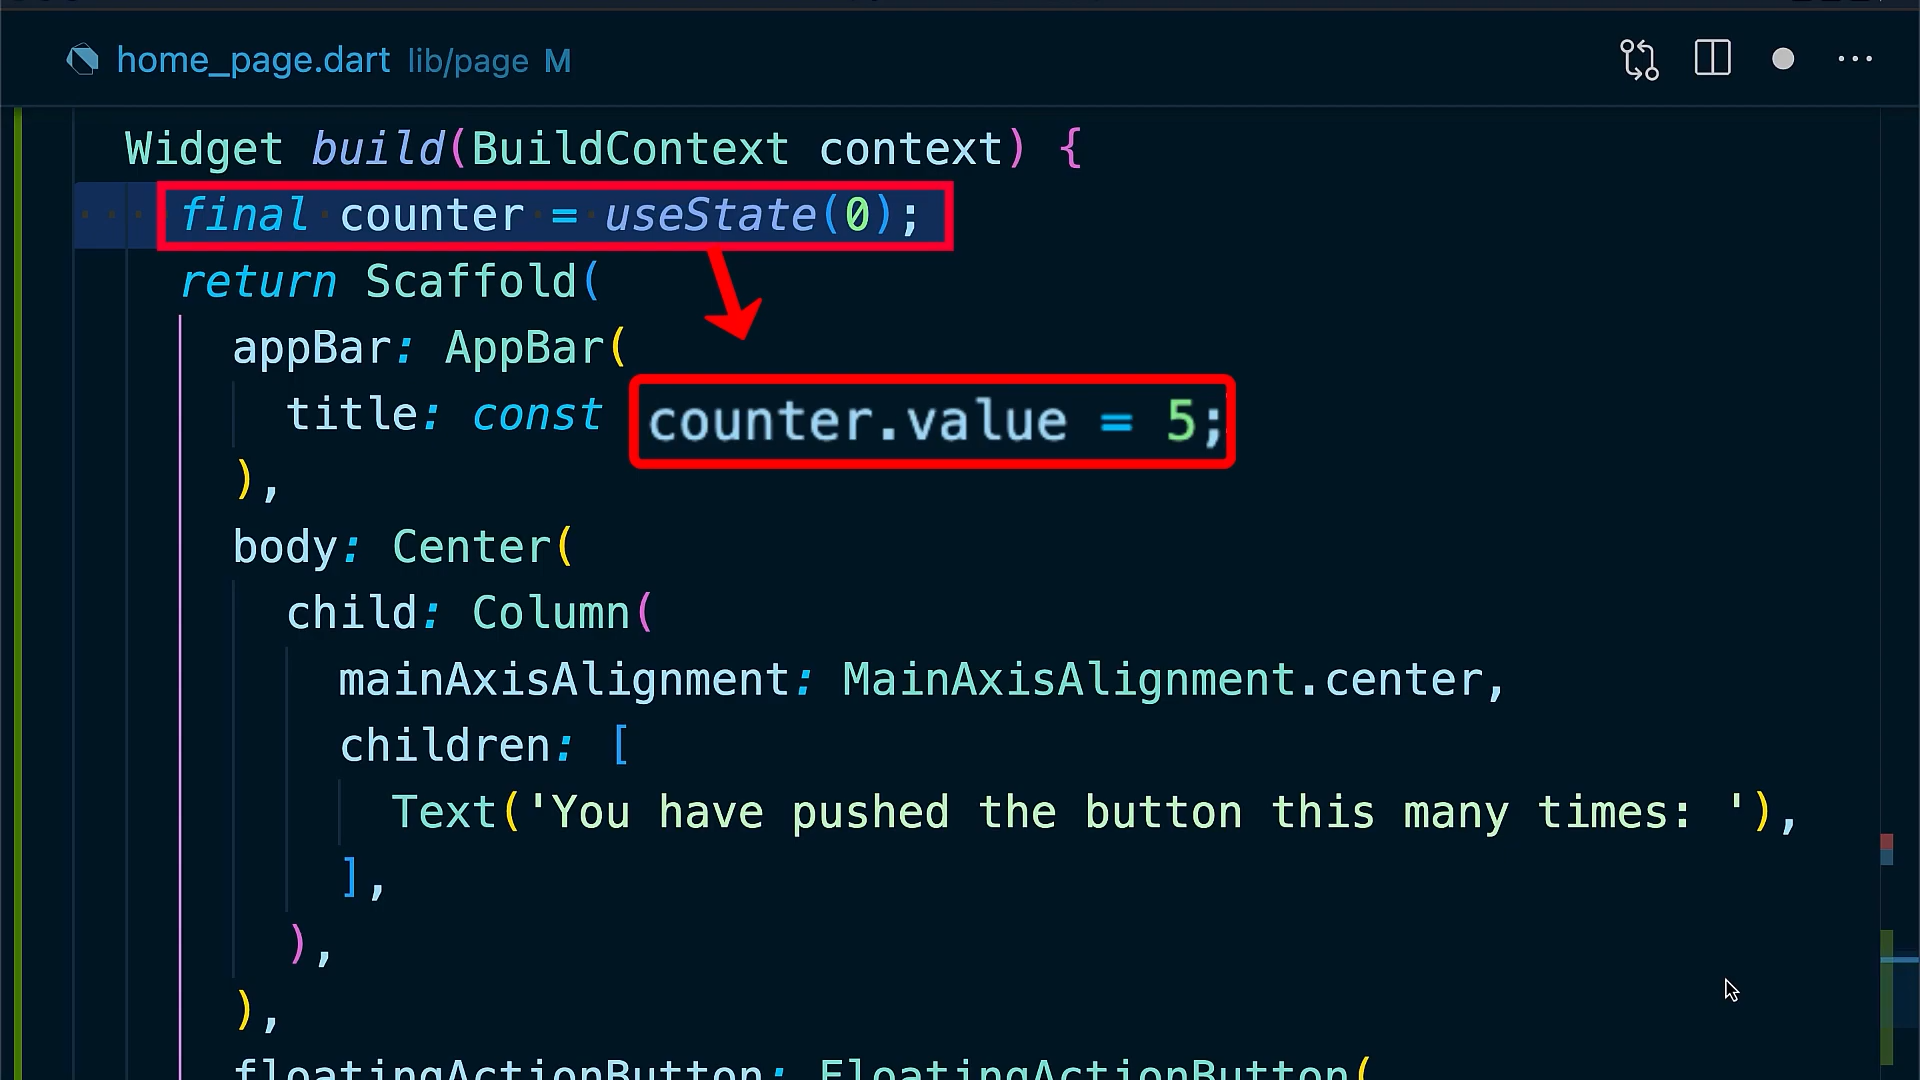 home_page.dart lib/page M
Widget build(BuildContext context) {
final counter = useState(0);
return Scaffold(
appBar: AppBar(
title: const
counter.value = 5;
),
body: Center(
child: Column(
mainAxisAlignment: MainAxisAlignment.center,
children: [
Text('You have pushed the button this many times: '),
],
),
),
floatingActionButton: FloatingActionButton(